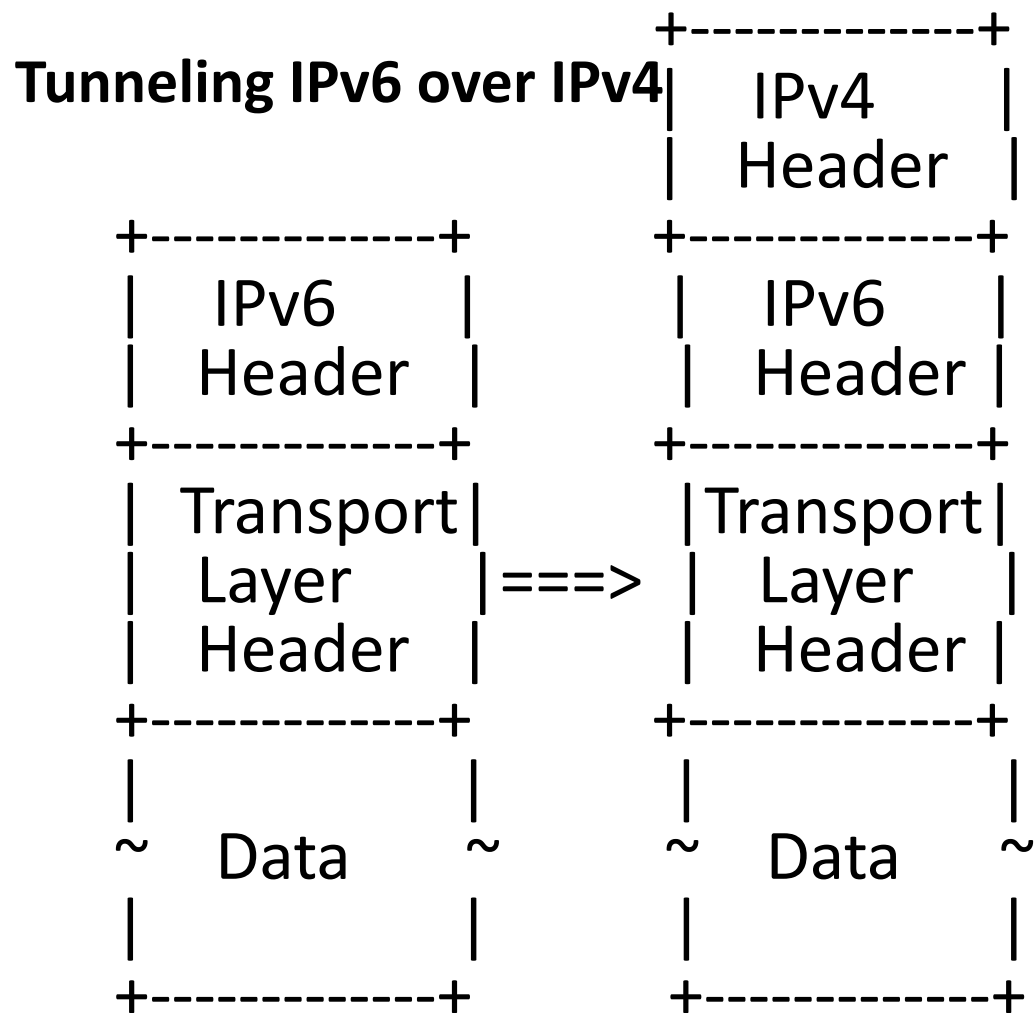 +--------------+
Tunneling IPv6 over IPv4|     IPv4      |
                                |    Header    |
     +--------------+        +--------------+
     |     IPv6      |        |     IPv6      |
     |    Header    |        |    Header |
     +--------------+        +--------------+
     |   Transport|        |Transport|
     |    Layer      |===>  |    Layer      |
     |    Header    |        |    Header |
     +--------------+        +--------------+
     |                  |        |                  |
     ~     Data      ~        ~     Data      ~
     |                  |        |                  |
     +--------------+        +--------------+